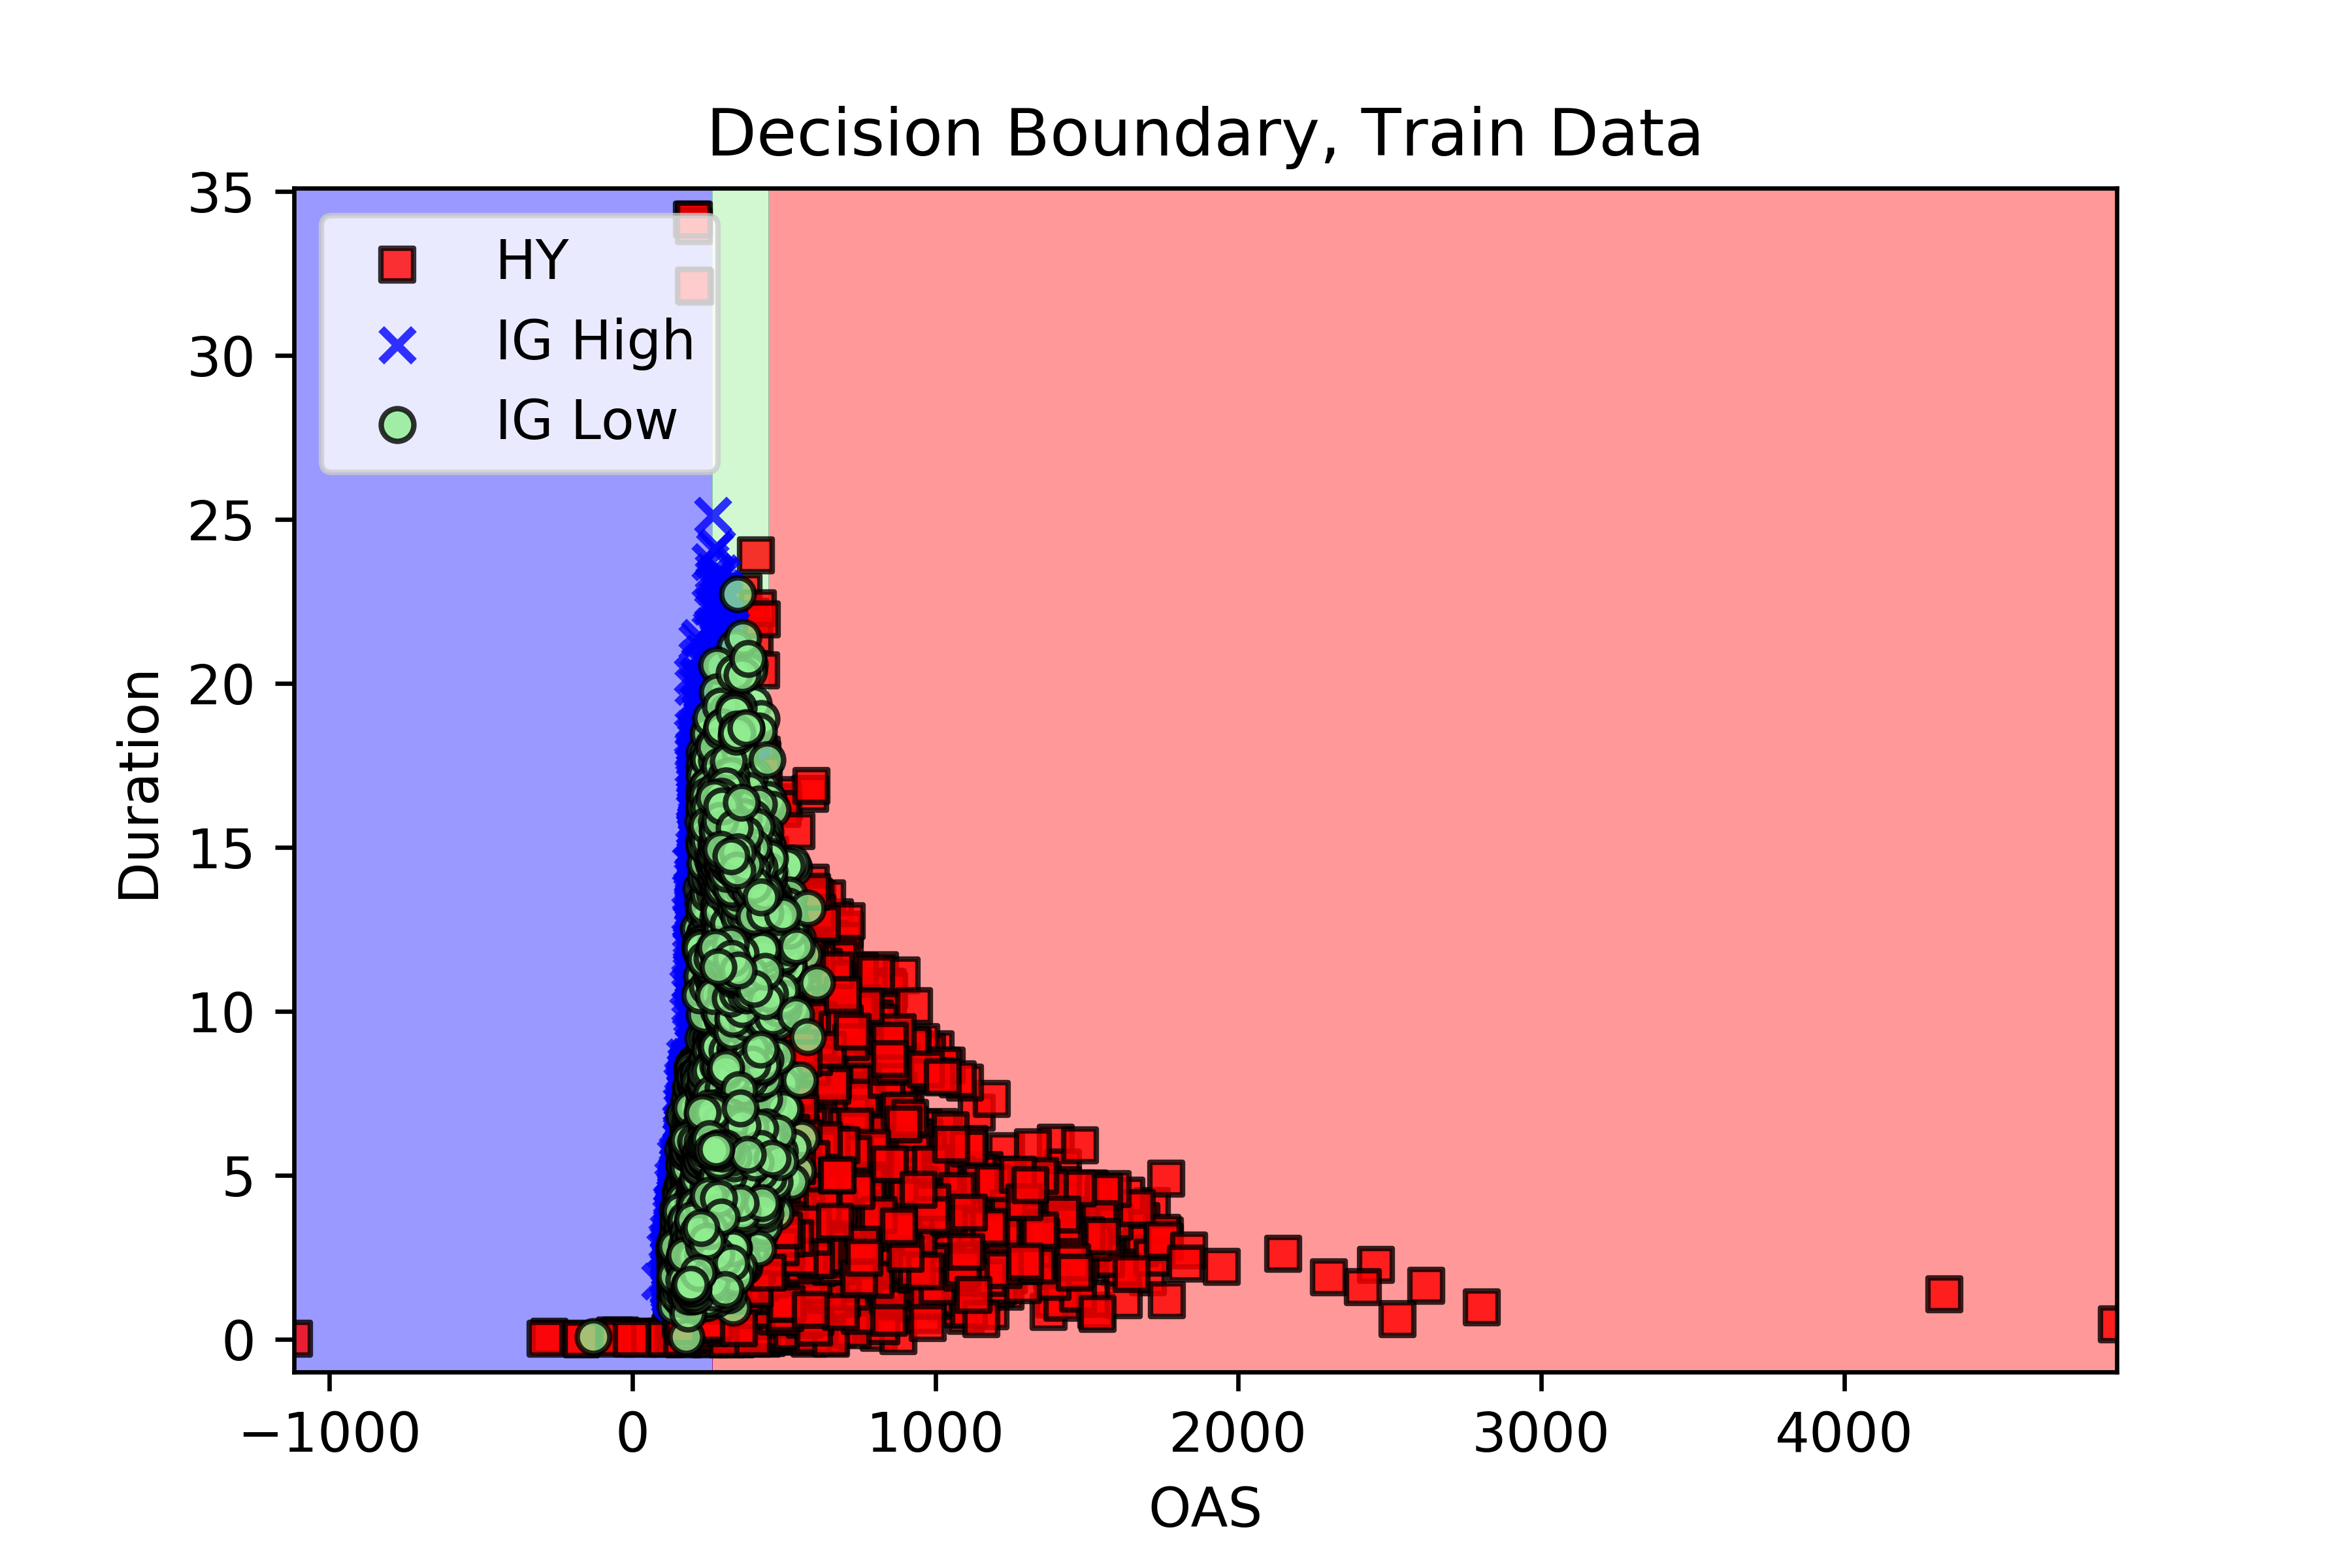 Decision Boundary, Train Data
35
30
25
20
15
10
5
0
Duration
HY
IG High
IG Low
−1000
0
1000
2000
3000
4000
OAS